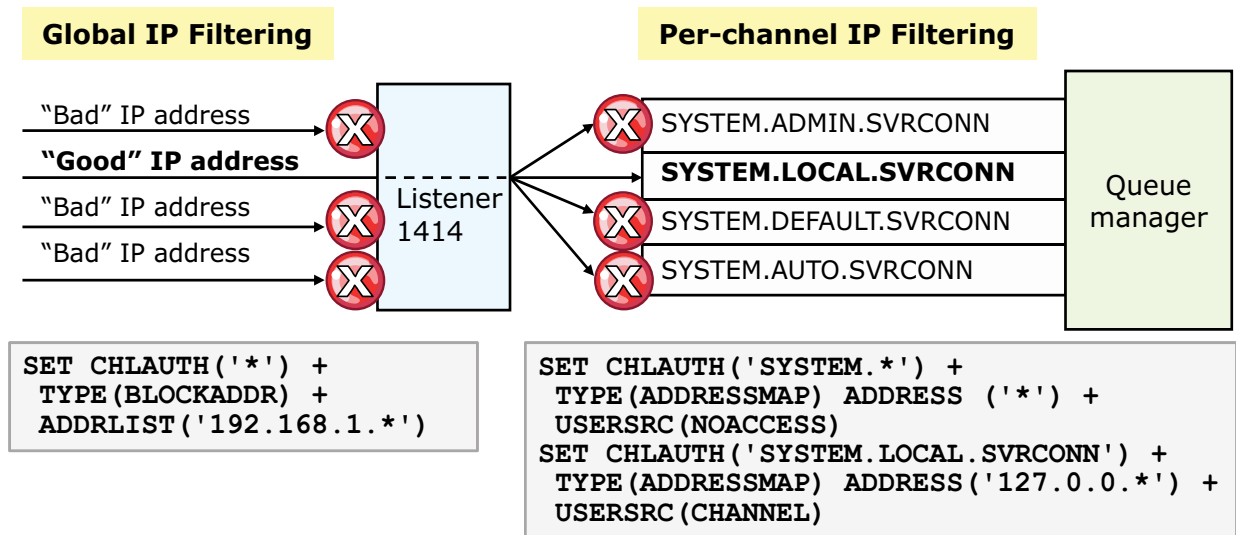 Global IP Filtering
Per-channel IP Filtering
“Bad” IP address
“Good” IP address
“Bad” IP address
“Bad” IP address
X
X
X
Listener
1414
X
X
X
SYSTEM.ADMIN.SVRCONN
SYSTEM.LOCAL.SVRCONN
SYSTEM.DEFAULT.SVRCONN
SYSTEM.AUTO.SVRCONN
Queue
manager
SET CHLAUTH('*') +
TYPE(BLOCKADDR) +
ADDRLIST('192.168.1.*')
SET CHLAUTH('SYSTEM.*') +
TYPE(ADDRESSMAP) ADDRESS ('*') +
USERSRC(NOACCESS)
SET CHLAUTH('SYSTEM.LOCAL.SVRCONN') +
TYPE(ADDRESSMAP) ADDRESS('127.0.0.*') +
USERSRC(CHANNEL)